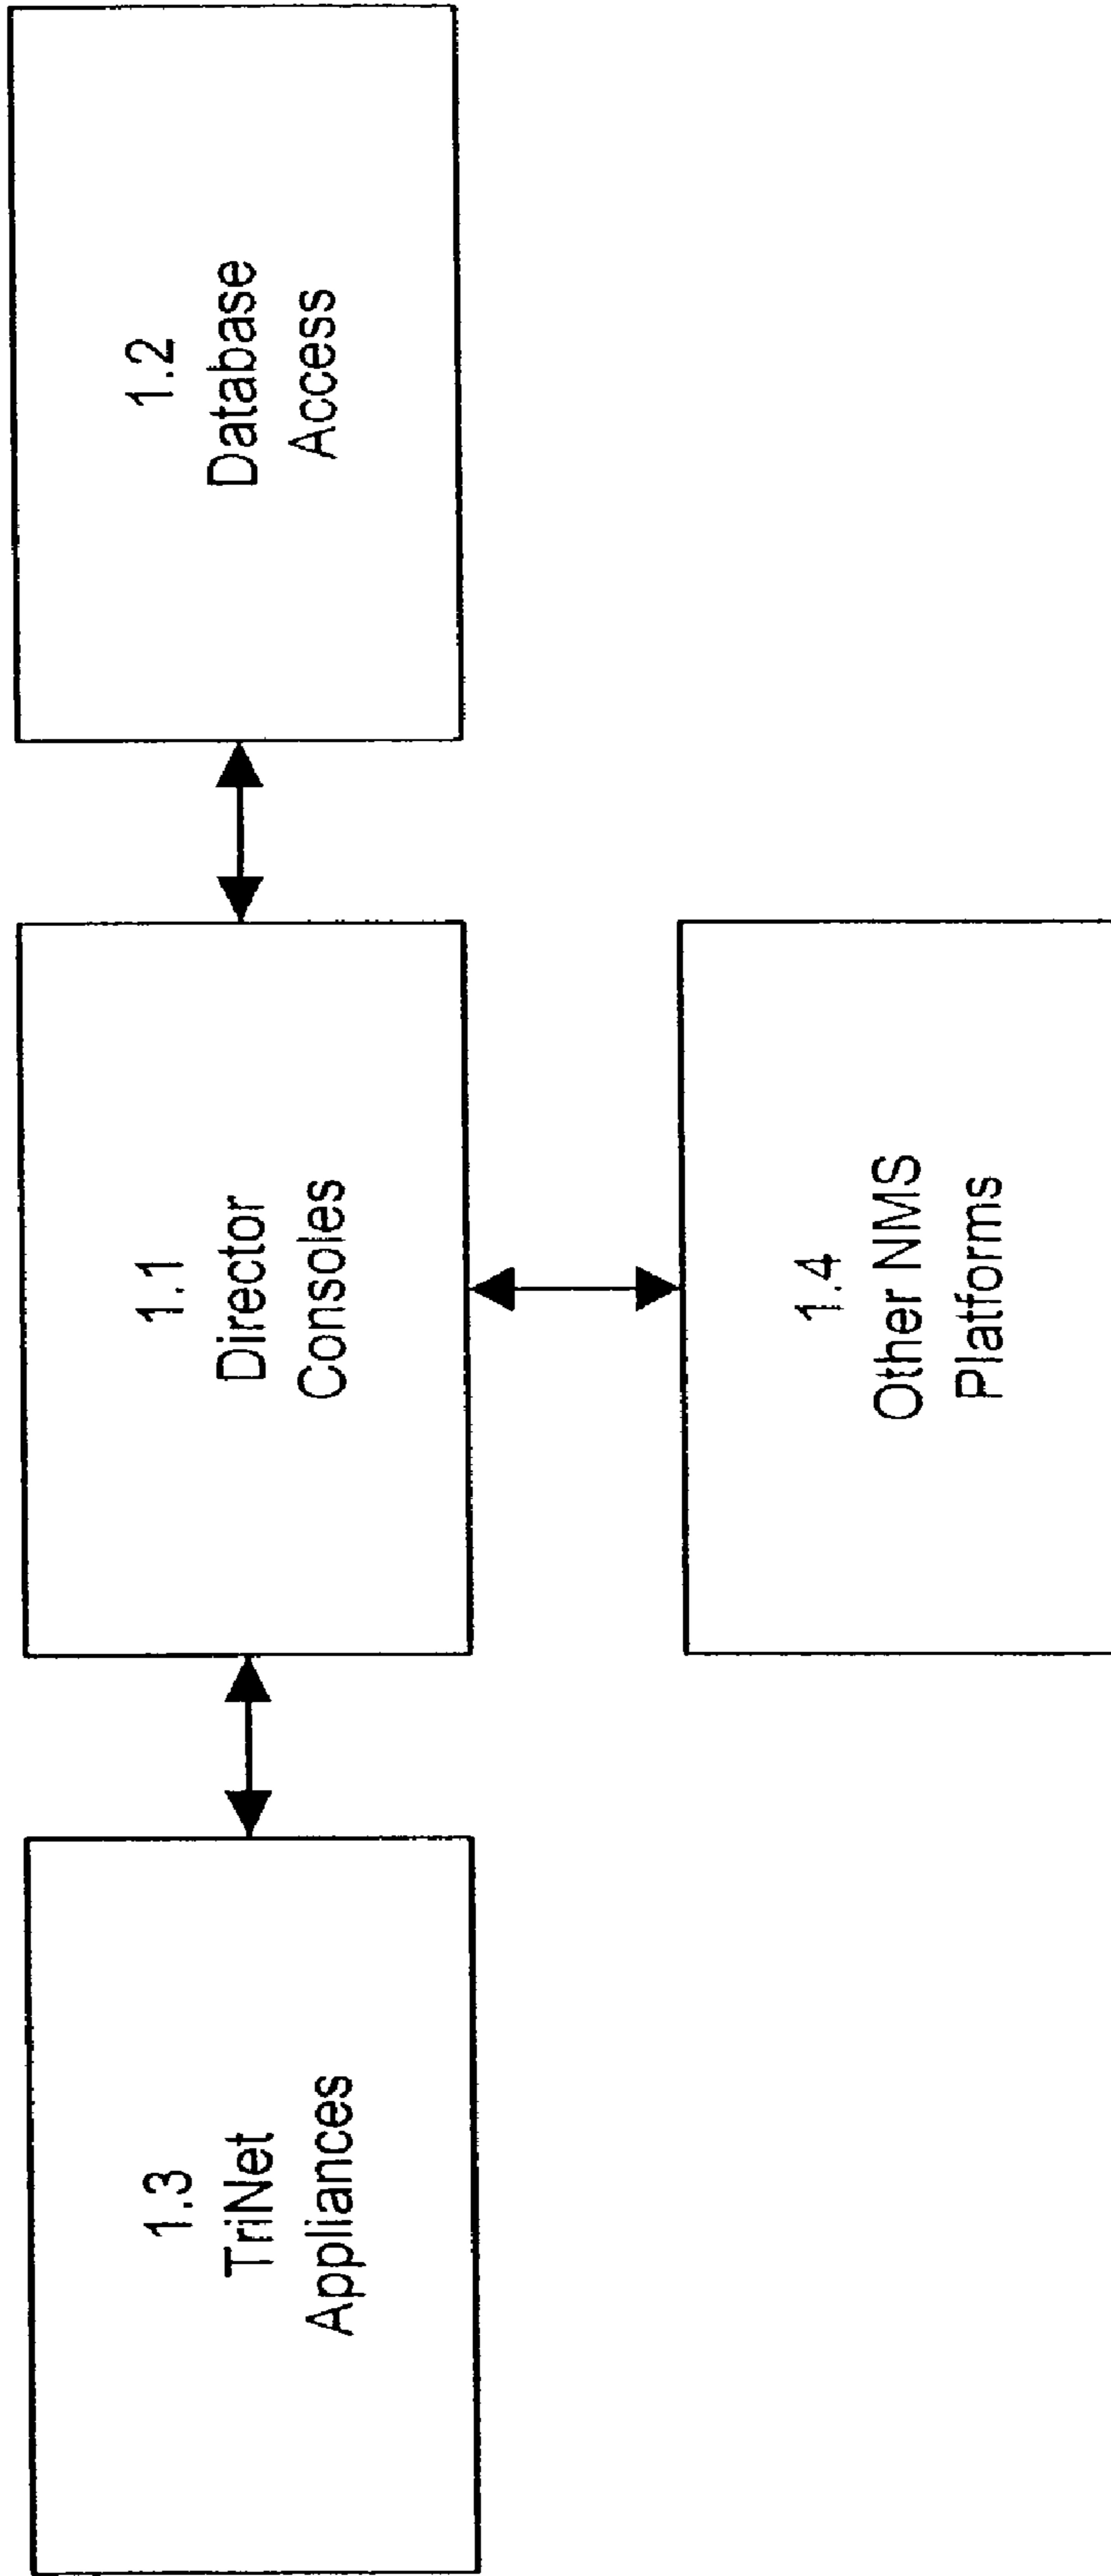 1.3
TriNet
Appliances
1.1
Director
Consoles
1.2
Database
Access
1.4
Other NMS
Platforms